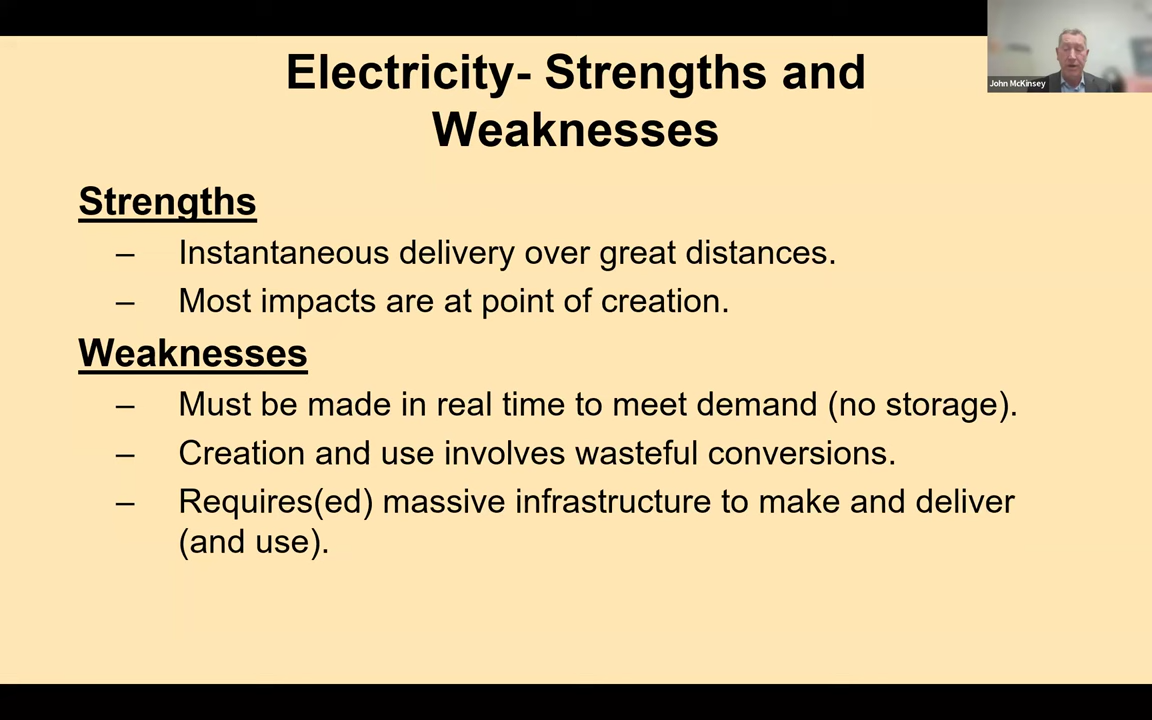 Electricity- Strengths and
Weaknesses
John McKinsey
Strengths
– Instantaneous delivery over great distances.
– Most impacts are at point of creation.
Weaknesses
– Must be made in real time to meet demand (no storage).
– Creation and use involves wasteful conversions.
– Requires(ed) massive infrastructure to make and deliver
(and use).